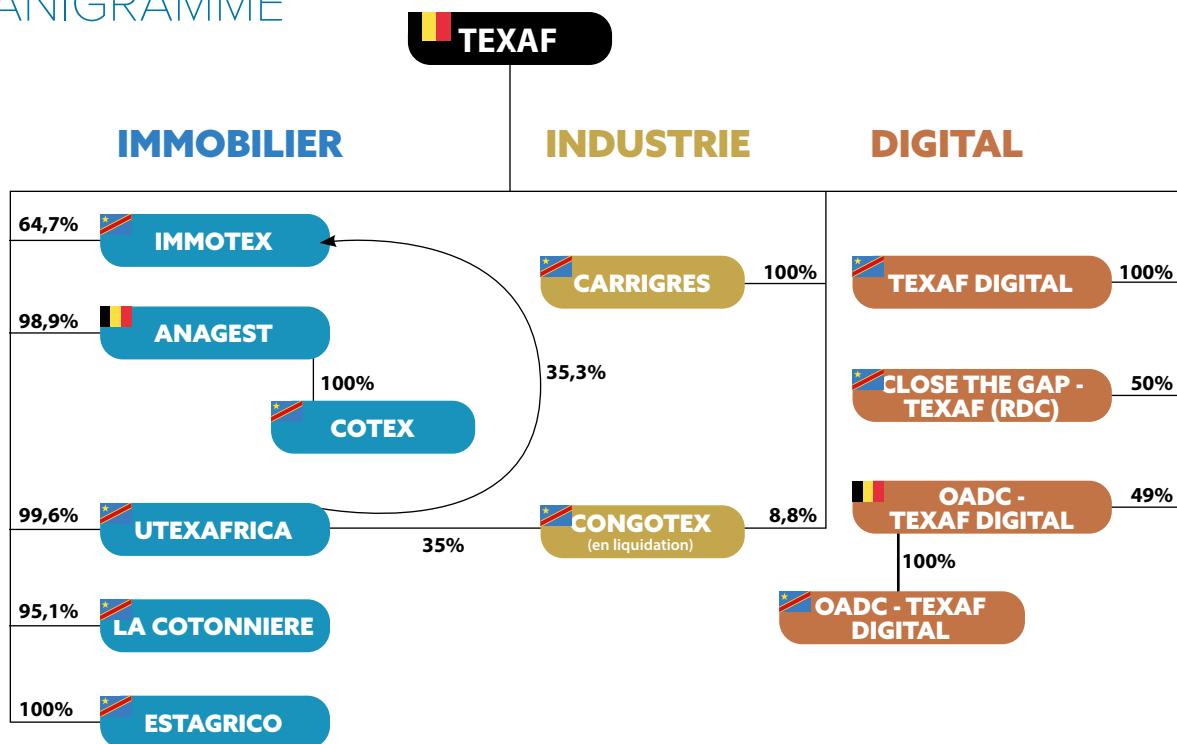 ANIGRAMME
TEXAF
IMMOBILIER
INDUSTRIE
DIGITAL
64,7%
IMMOTEX
98,9%
ANAGEST
100%
COTEX
35,3%
99,6%
UTEXAFRICA
35%
95,1%
LA COTONNIERE
100%
ESTAGRICO
CARRIGRES
100%
CONGOTEX
(en liquidation)
8,8%
TEXAF DIGITAL
100%
CLOSE THE GAP -
TEXAF (RDC)
50%
OADC -
TEXAF DIGITAL
49%
100%
OADC - TEXAF
DIGITAL